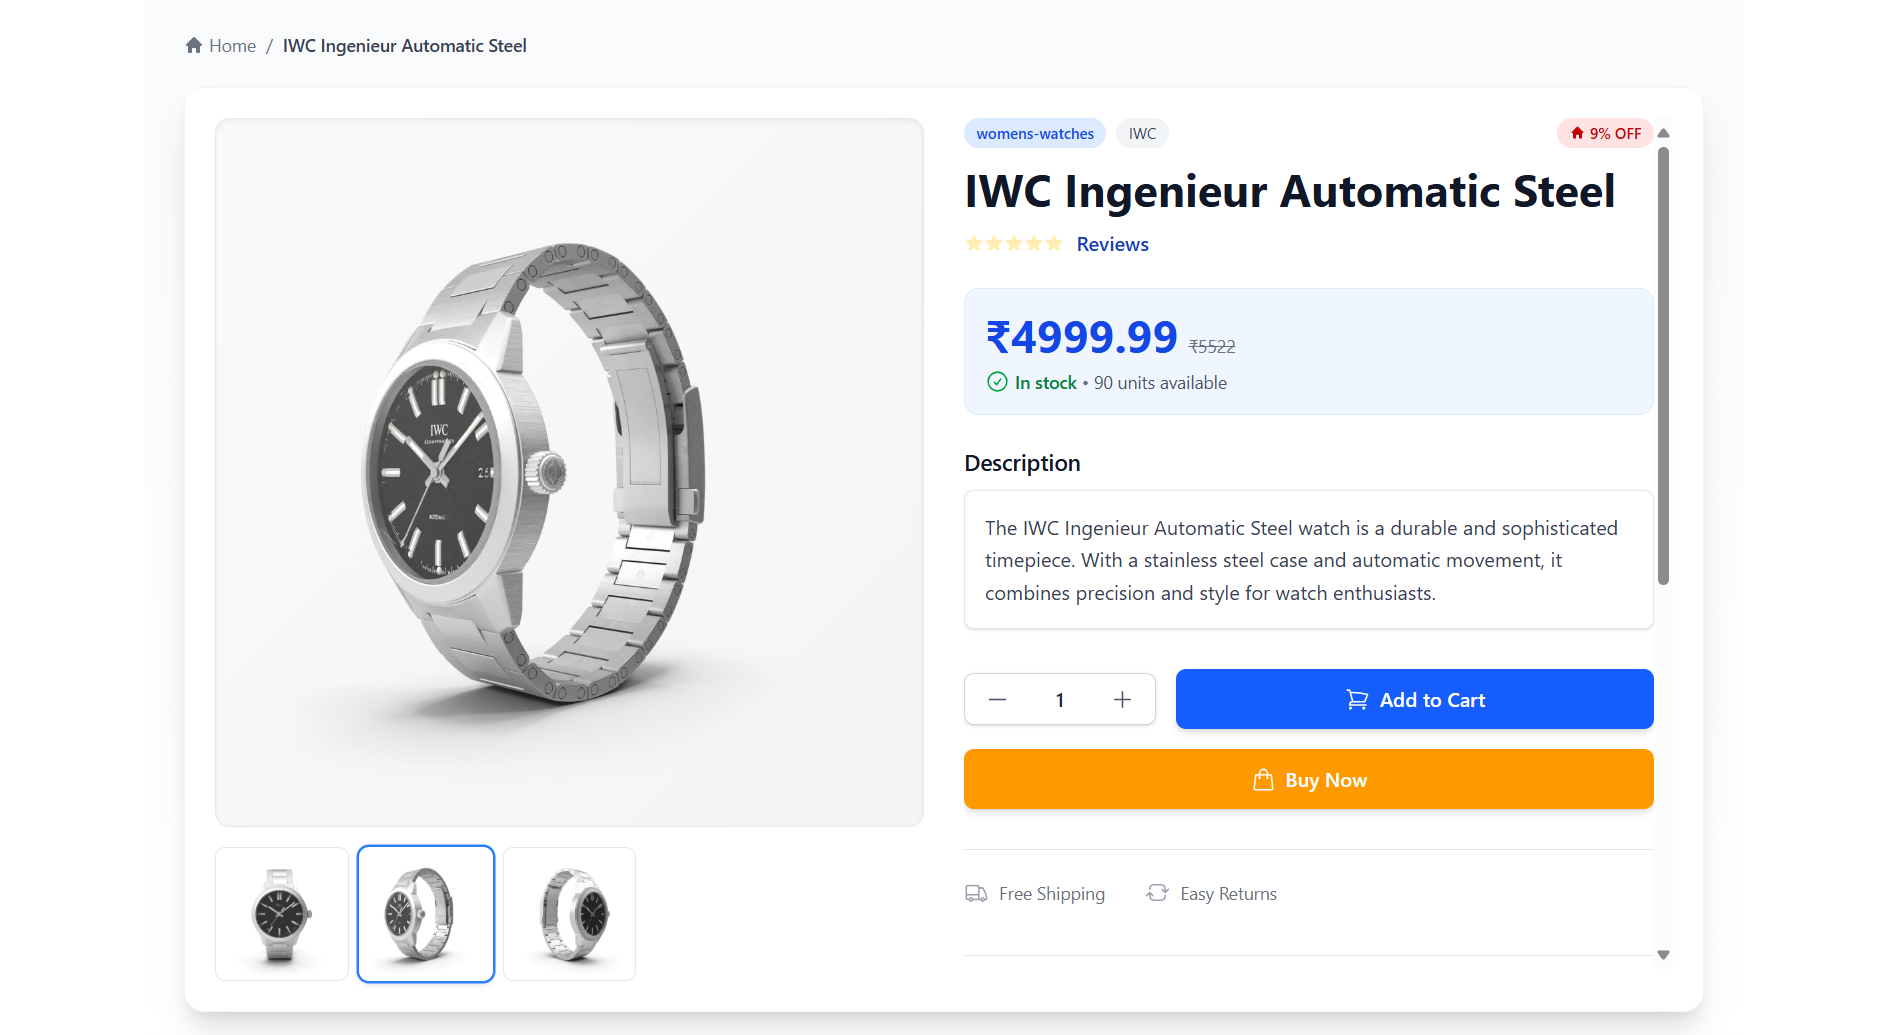 Home / IWC Ingenieur Automatic Steel
womens-watches IWC 9% OFF
IWC Ingenieur Automatic Steel
Reviews
₹4999.99 ₹5522
In stock • 90 units available
Description
The IWC Ingenieur Automatic Steel watch is a durable and sophisticated
timepiece. With a stainless steel case and automatic movement, it
combines precision and style for watch enthusiasts.
1 Add to Cart
Buy Now
Free Shipping Easy Returns
IWC